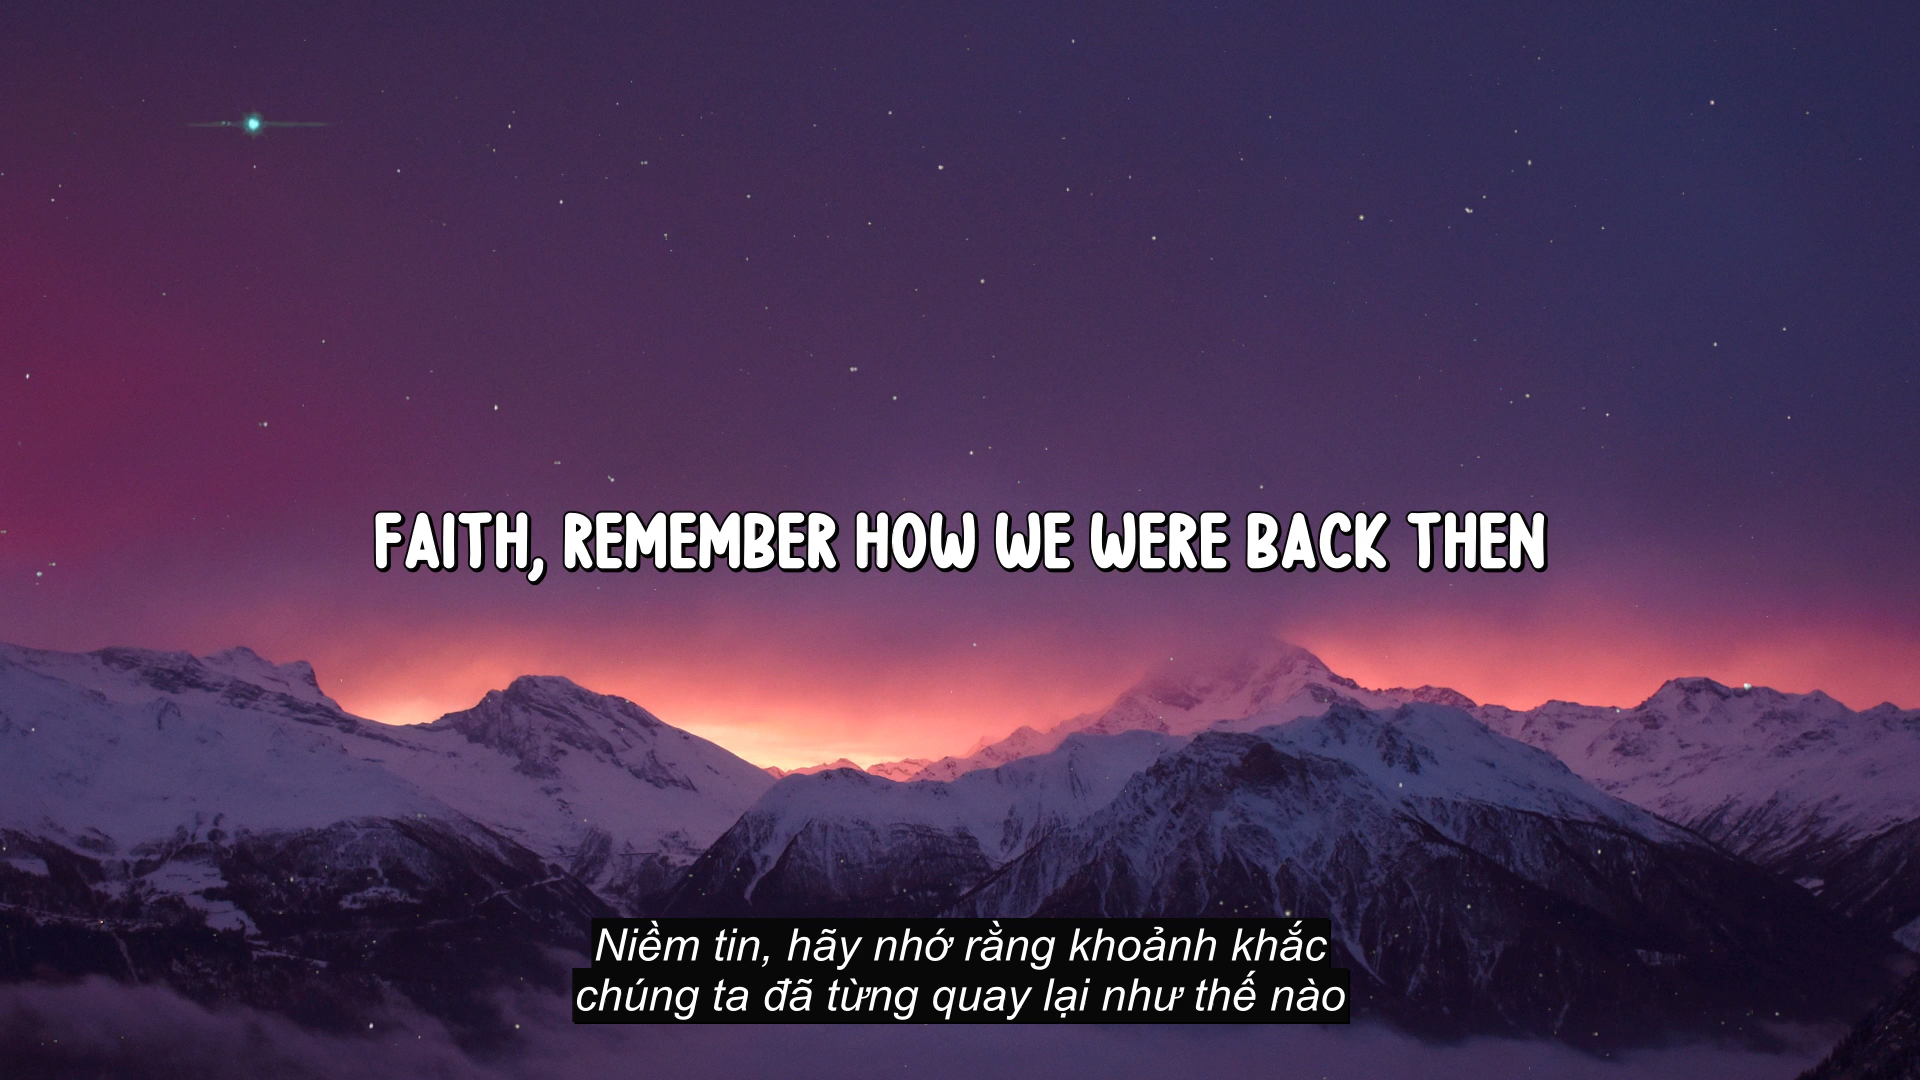 FAITH, REMEMBER HOW WE WERE BACK THEN
Niềm tin, hãy nhớ rằng khoảnh khắc
chúng ta đã từng quay lại như thế nào